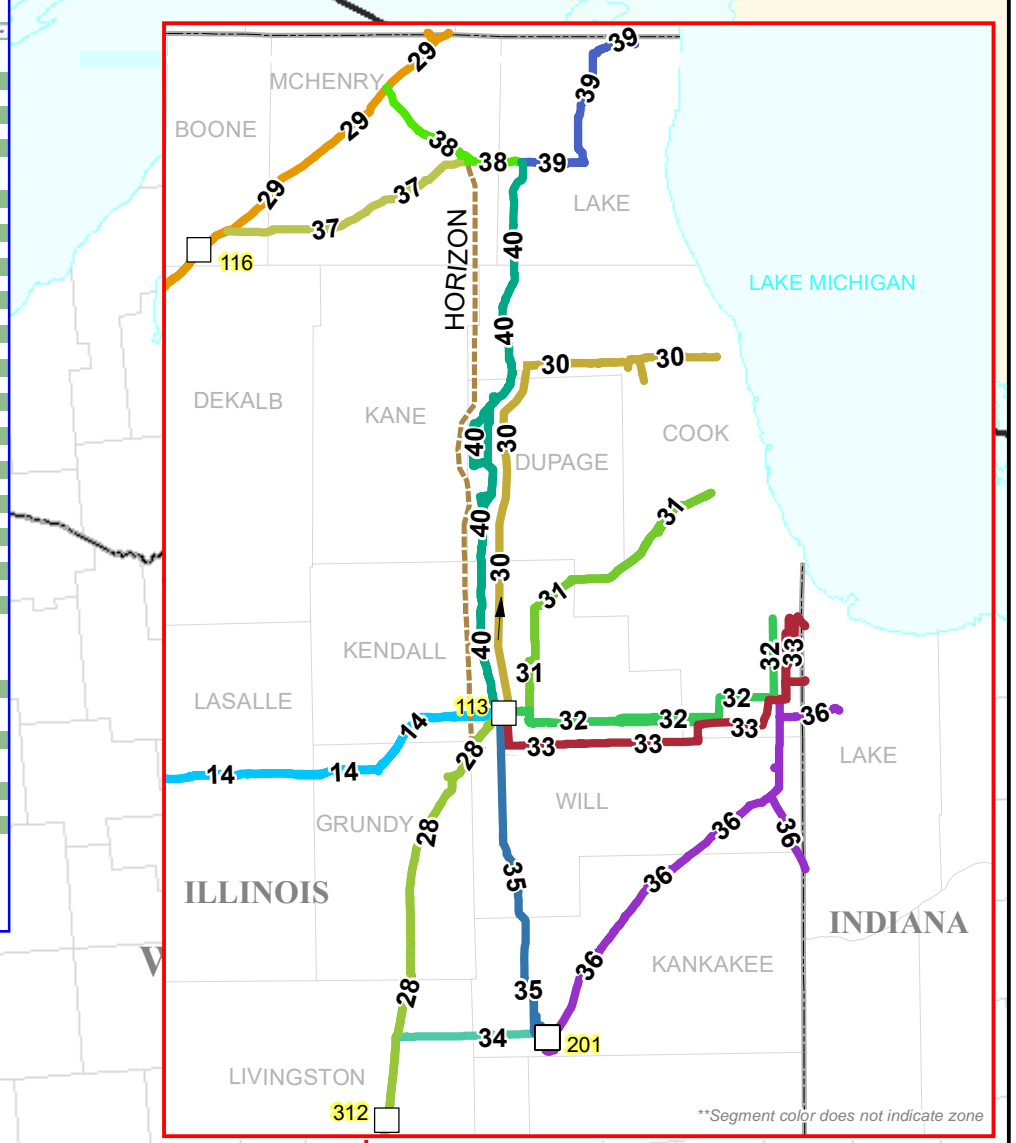 39
29
MCHENRY
39
BOONE
29
38
38
39
29
37
LAKE
37
HORIZON
40
116
LAKE MICHIGAN
40
30
30
DEKALB
KANE
COOK
40
30
DUPAGE
31
40
30
31
KENDALL
40
32
33
31
LASALLE
32
113
14
32
32
36
33
28
33
33
LAKE
14
14
WILL
GRUNDY
28
36
36
35
36
ILLINOIS
INDIANA
36
KANKAKEE
28
35
34
201
LIVINGSTON
312
**Segment color does not indicate zone